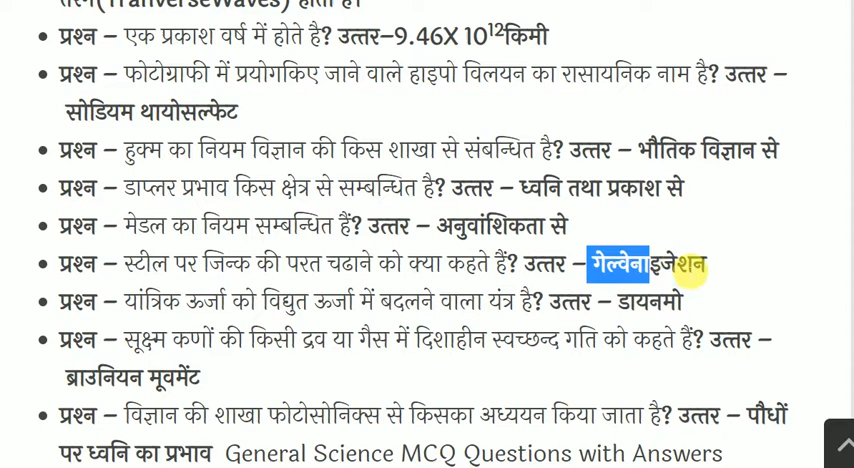 तरंग(TranverseWaves) होती है।
• प्रश्न – एक प्रकाश वर्ष में होते है? उत्तर–9.46X 10¹²किमी
• प्रश्न – फोटोग्राफी में प्रयोगकिए जाने वाले हाइपो विलयन का रासायनिक नाम है? उत्तर –
सोडियम थायोसल्फेट
• प्रश्न – हुक्म का नियम विज्ञान की किस शाखा से संबन्धित है? उत्तर – भौतिक विज्ञान से
• प्रश्न – डाप्लर प्रभाव किस क्षेत्र से सम्बन्धित है? उत्तर – ध्वनि तथा प्रकाश से
• प्रश्न – मेडल का नियम सम्बन्धित हैं? उत्तर – अनुवांशिकता से
• प्रश्न – स्टील पर जिन्क की परत चढाने को क्या कहते हैं? उत्तर – गेल्वेनाइजेशन
• प्रश्न – यांत्रिक ऊर्जा को विद्युत ऊर्जा में बदलने वाला यंत्र है? उत्तर – डायनमो
• प्रश्न – सूक्ष्म कणों की किसी द्रव या गैस में दिशाहीन स्वच्छन्द गति को कहते हैं? उत्तर –
ब्राउनियन मूवमेंट
• प्रश्न – विज्ञान की शाखा फोटोसोनिक्स से किसका अध्ययन किया जाता है? उत्तर – पौधों
पर ध्वनि का प्रभाव General Science MCQ Questions with Answers